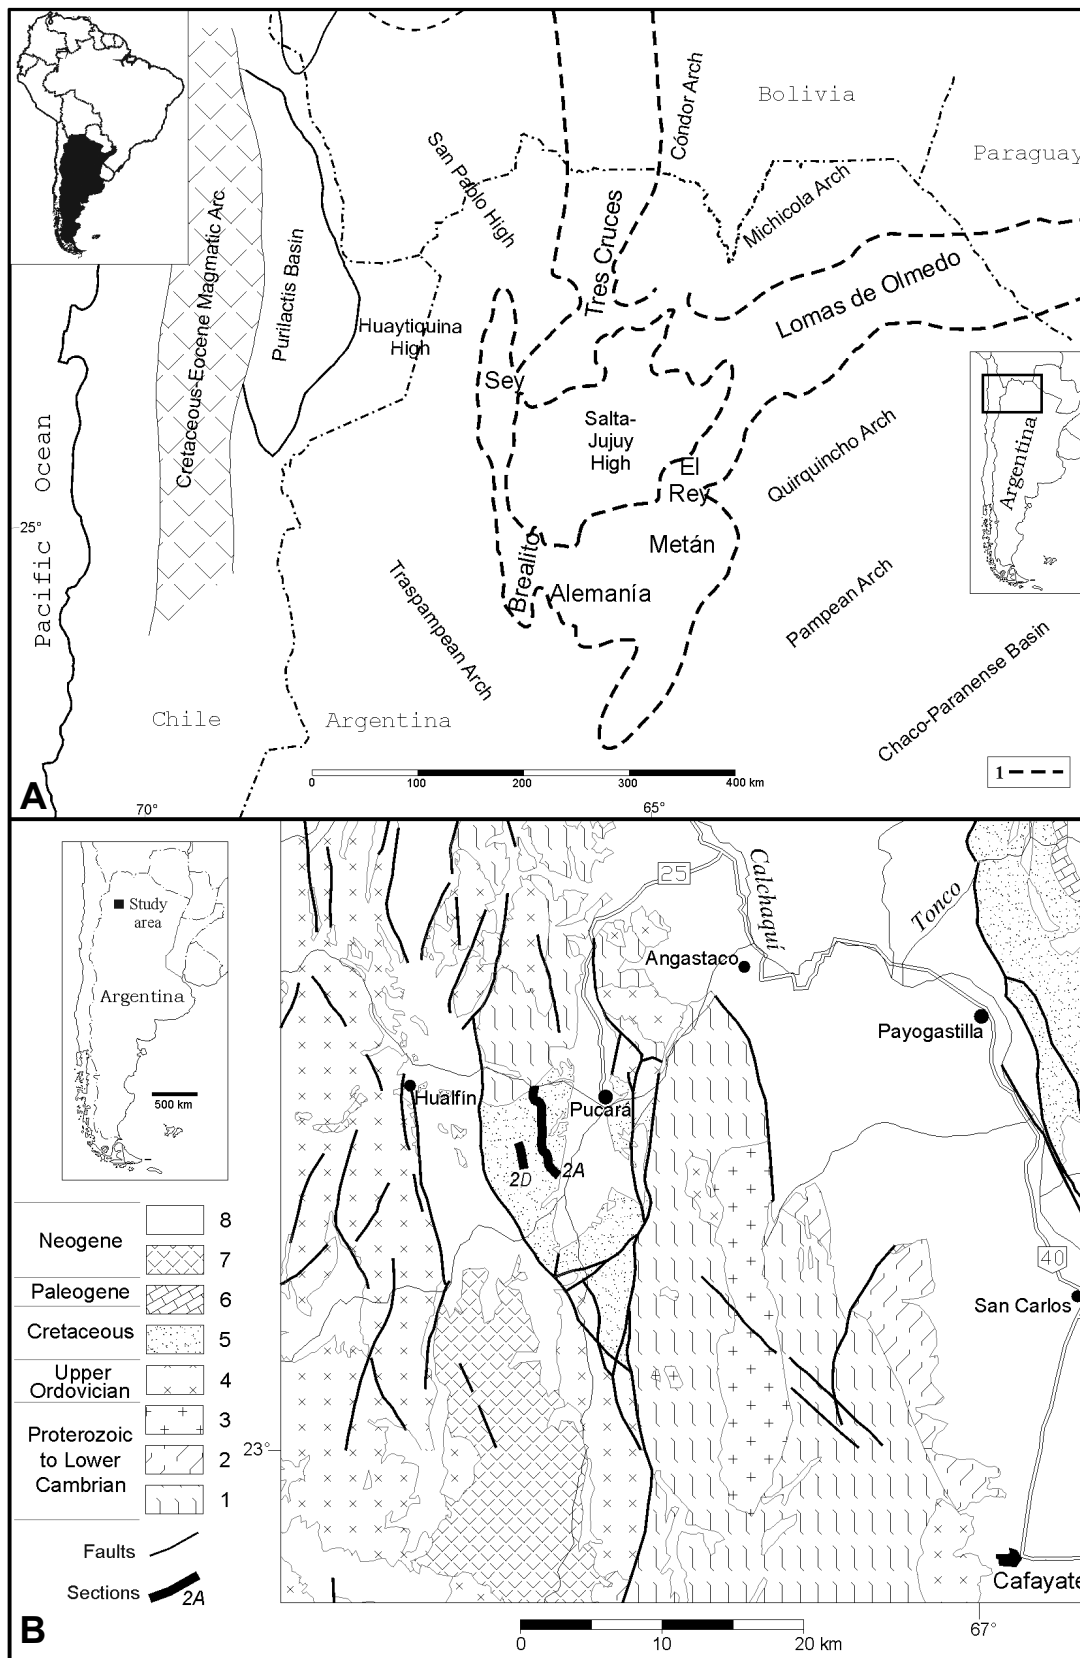 Bolivia
Paraguay
Cóndor Arch
San Pablo High
Michicola Arch
Tres Cruces
Lomas de Olmedo
Cretaceous-Eocene Magmatic Arc
Purilactis Basin
Huaytiquina
High
Sey
Salta-
Jujuy
High
El
Rey
Quirquincho Arch
Argentina
Pacific Ocean
25°
Metán
Brealito
Alemanía
Traspampean Arch
Pampean Arch
Chaco-Paranense Basin
Chile
Argentina
0
100
200
300
400 km
1
A
70°
65°
Study
area
Argentina
500 km
25
Calchaquí
Tonco
Angastaco
Payogastilla
Hualfín
Pucará
2D
2A
40
San Carlos
Neogene
8
7
Paleogene
6
Cretaceous
5
Upper
Ordovician
4
Proterozoic
to Lower
Cambrian
3
2
1
23°
Faults
Sections
2A
Cafayate
B
0
10
20 km
67°